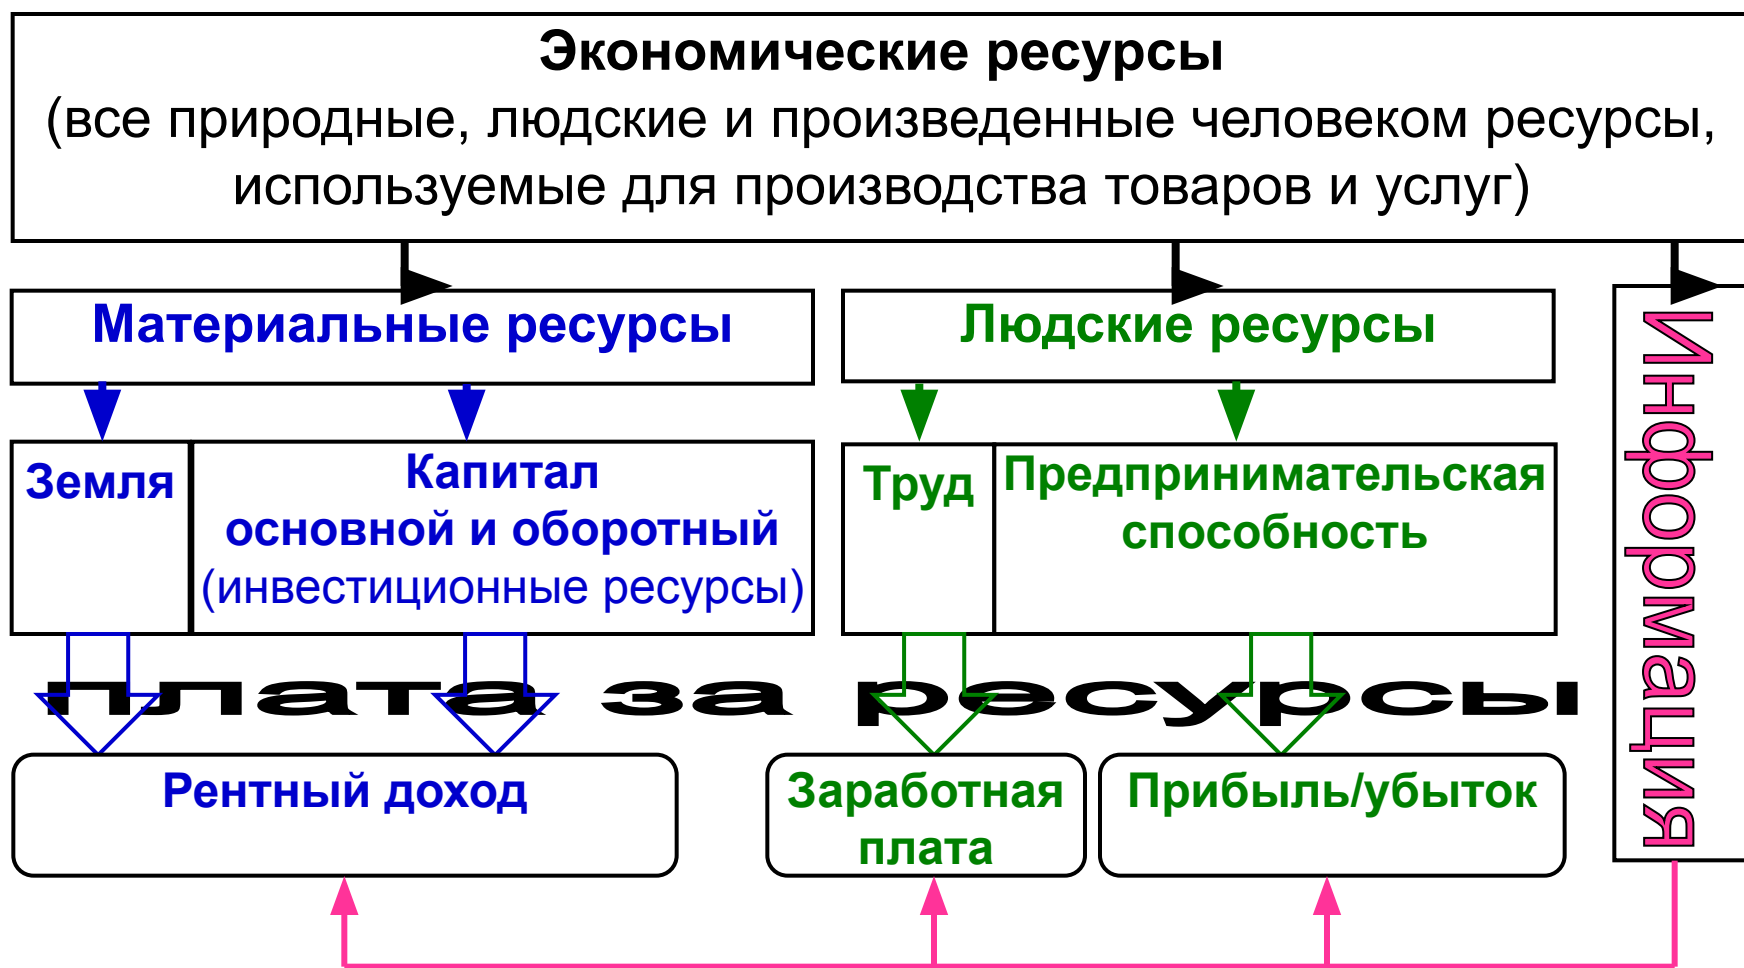 Экономические ресурсы
(все природные, людские и произведенные человеком ресурсы,
используемые для производства товаров и услуг)
Материальные ресурсы
Людские ресурсы
Информация
Земля
Капитал
основной и оборотный
(инвестиционные ресурсы)
Труд
Предпринимательская
способность
плата за ресурсы
Рентный доход
Заработная
плата
Прибыль/убыток